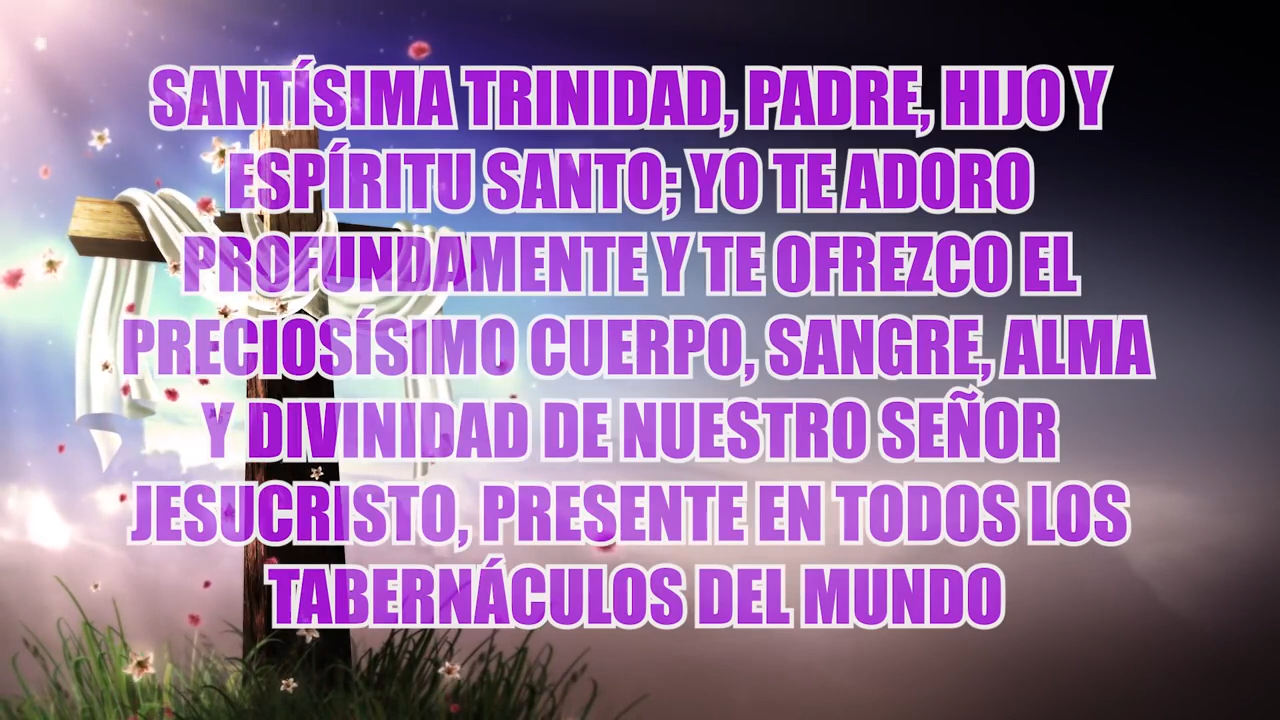 SANTÍSIMA TRINIDAD, PADRE, HIJO Y
ESPÍRITU SANTO; YO TE ADORO
PROFUNDAMENTE Y TE OFREZCO EL
PRECIOSÍSIMO CUERPO, SANGRE, ALMA
Y DIVINIDAD DE NUESTRO SEÑOR
JESUCRISTO, PRESENTE EN TODOS LOS
TABERNÁCULOS DEL MUNDO